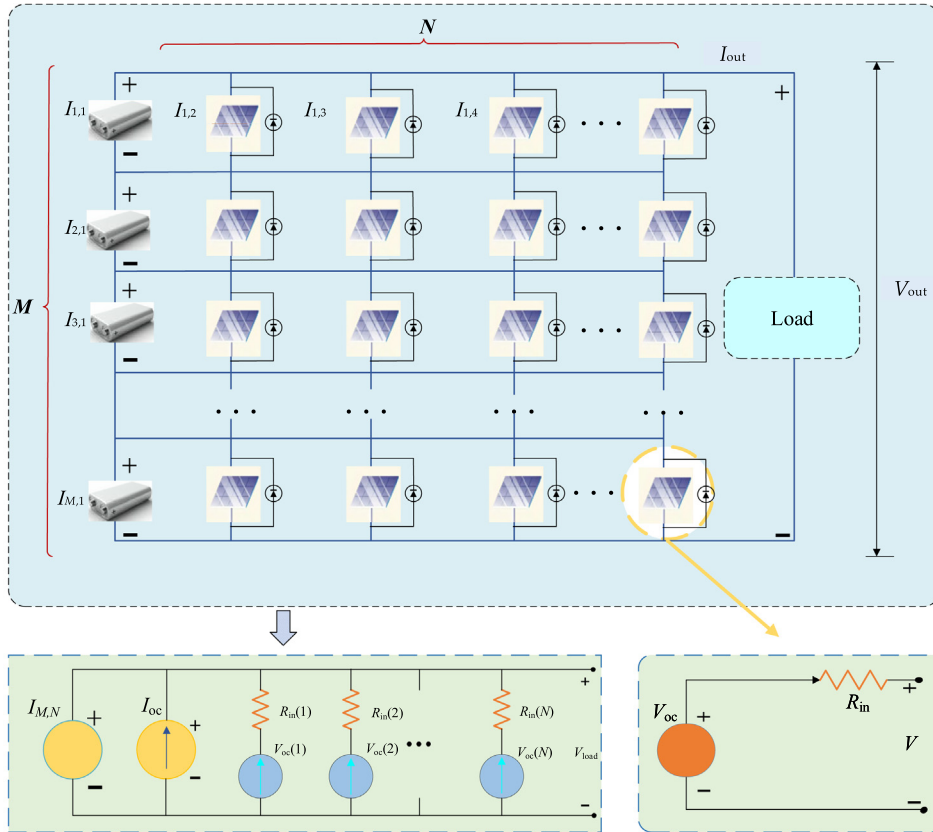 N
I_out
+ I_1,1 I_1,2 I_1,3 I_1,4 +
− • • •
+
I_2,1
− • • •
+ V_out
M I_3,1 Load
− • • •
• • • • • • • • • • • •
+
I_M,1 • • • •
− −
+
I_M,N I_oc R_in(1) R_in(2) R_in(N) R_in +
+ + V_oc +
V_oc(1) V_oc(2) • • • V_oc(N) V_load V
− − −
− −